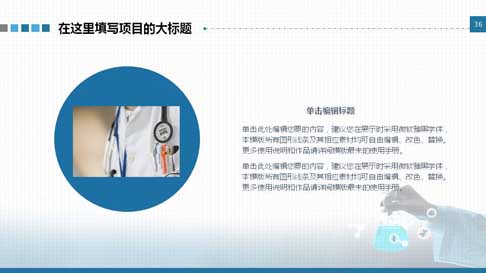 在这里填写项目的大标题
36
单击编辑标题
单击此处编辑您要的内容，建议您在展示时采用微软雅黑字体，
本模版所有图形线条及其相应素材均可自由编辑、改色、替换。
更多使用说明和作品请详阅模版最末的使用手册。
单击此处编辑您要的内容，建议您在展示时采用微软雅黑字体，
本模版所有图形线条及其相应素材均可自由编辑、改色、替换。
更多使用说明和作品请详阅模版最末的使用手册。